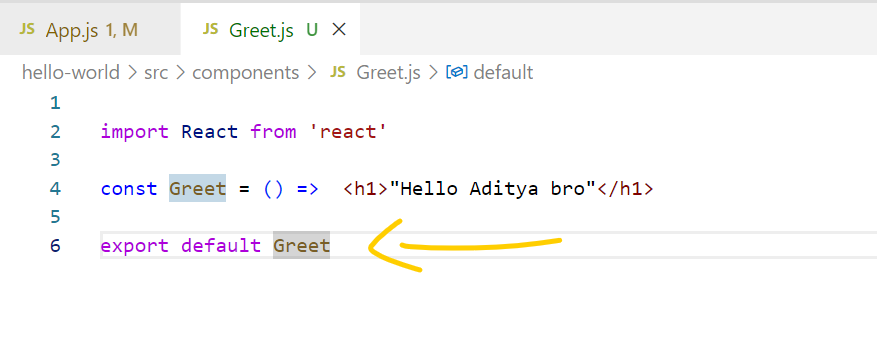 JS App.js 1, M JS Greet.js U
hello-world > src > components > JS Greet.js > default
1
2 import React from 'react'
3
4 const Greet = () =>  <h1>"Hello Aditya bro"</h1>
5
6 export default Greet